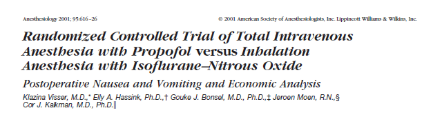 Anesthesiology 2001; 95:616–26
© 2001 American Society of Anesthesiologists, Inc. Lippincott Williams & Wilkins, Inc.
Randomized Controlled Trial of Total Intravenous
Anesthesia with Propofol versus Inhalation
Anesthesia with Isoflurane–Nitrous Oxide
Postoperative Nausea and Vomiting and Economic Analysis
Klazina Visser, M.D.,* Elly A. Hassink, Ph.D.,† Gouke J. Bonsel, M.D., Ph.D.,‡ Jeroen Moen, R.N.,§
Cor J. Kalkman, M.D., Ph.D.‖